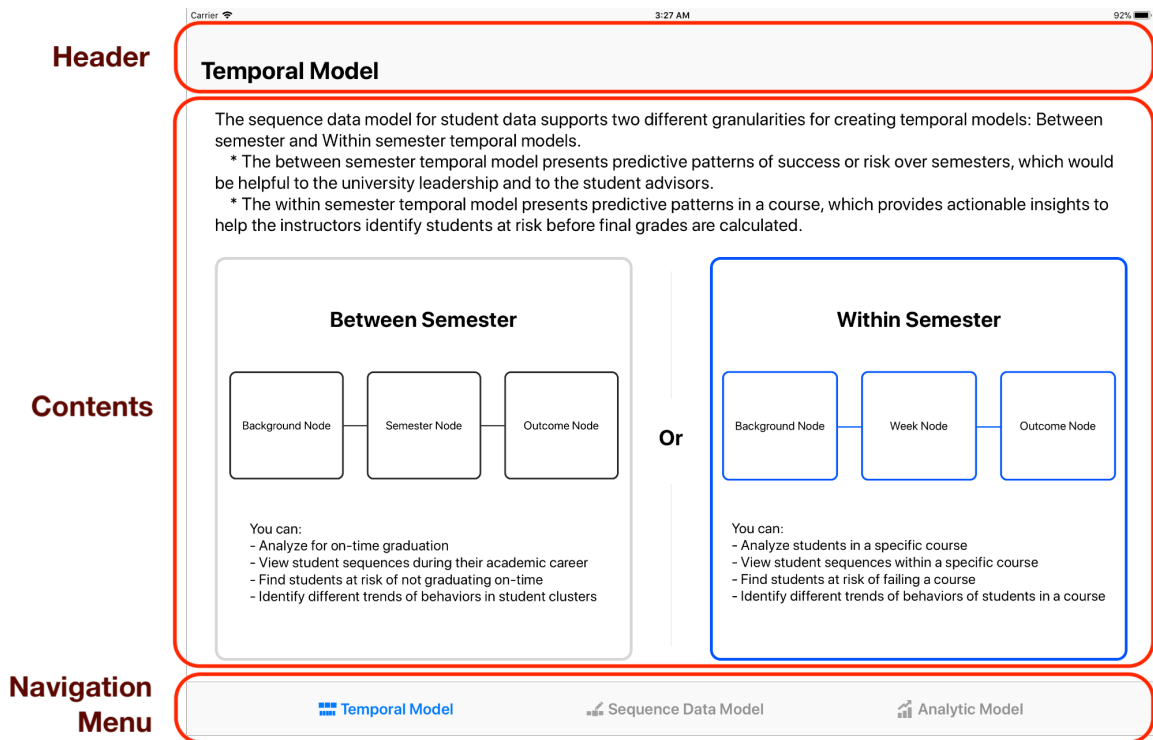 Carrier
3:27 AM
92%
Header
Temporal Model
The sequence data model for student data supports two different granularities for creating temporal models: Between
semester and Within semester temporal models.
* The between semester temporal model presents predictive patterns of success or risk over semesters, which would
be helpful to the university leadership and to the student advisors.
* The within semester temporal model presents predictive patterns in a course, which provides actionable insights to
help the instructors identify students at risk before final grades are calculated.
Contents
Between Semester
Background Node
Semester Node
Outcome Node
You can:
- Analyze for on-time graduation
- View student sequences during their academic career
- Find students at risk of not graduating on-time
- Identify different trends of behaviors in student clusters
Or
Within Semester
Background Node
Week Node
Outcome Node
You can:
- Analyze students in a specific course
- View student sequences within a specific course
- Find students at risk of failing a course
- Identify different trends of behaviors of students in a course
Navigation
Menu
Temporal Model
Sequence Data Model
Analytic Model